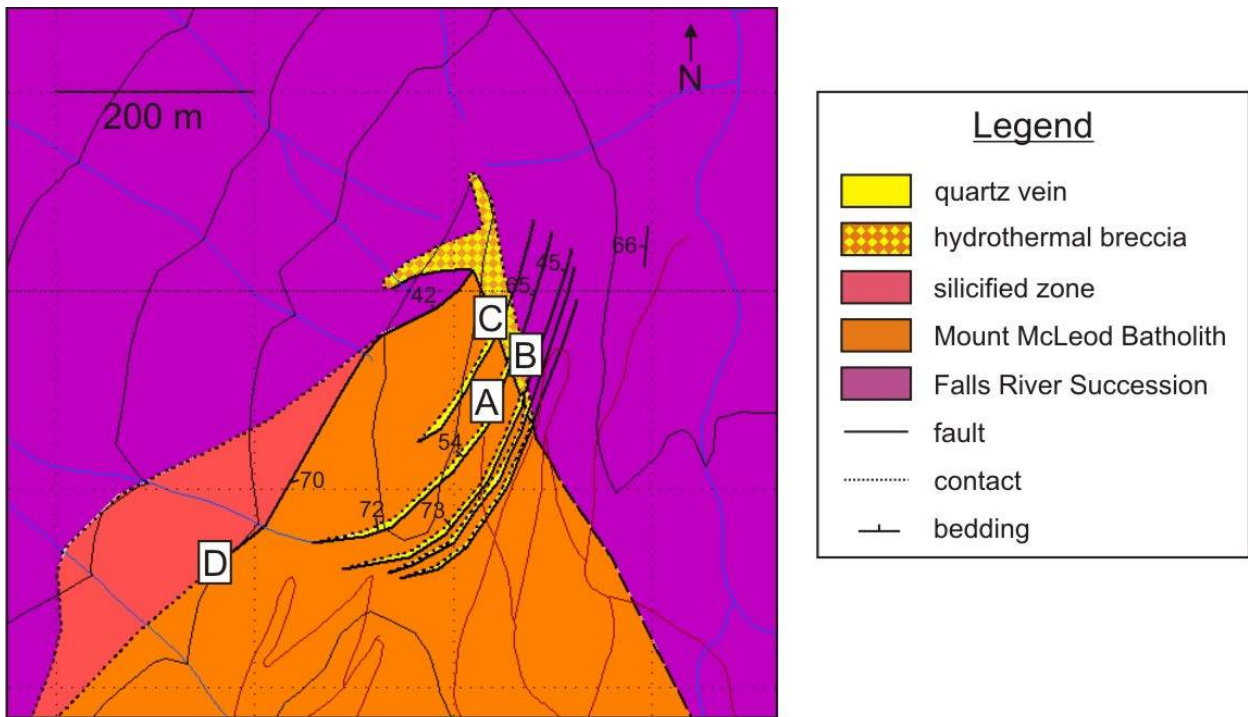 N
200 m
66
45
65
42
C
B
A
54
70
72
73
D
Legend
quartz vein
hydrothermal breccia
silicified zone
Mount McLeod Batholith
Falls River Succession
fault
contact
bedding